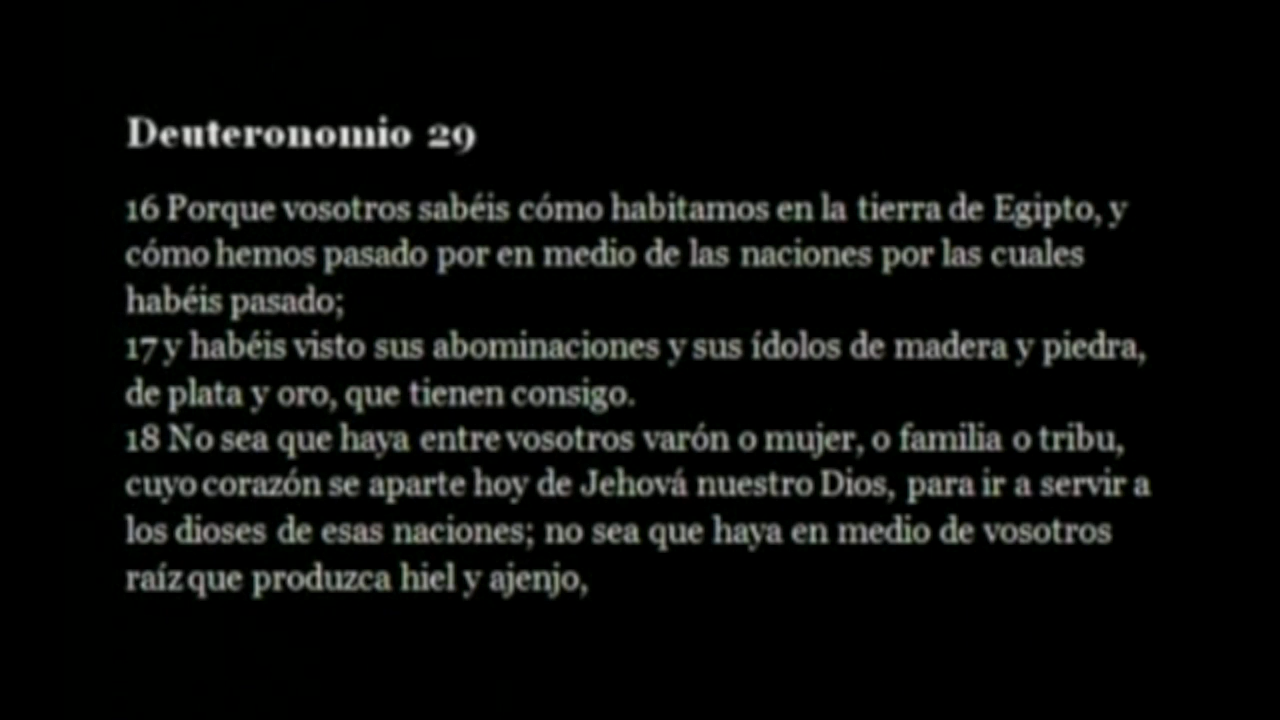 Deuteronomio 29
16 Porque vosotros sabéis cómo habitamos en la tierra de Egipto, y
cómo hemos pasado por en medio de las naciones por las cuales
habéis pasado;
17 y habéis visto sus abominaciones y sus ídolos de madera y piedra,
de plata y oro, que tienen consigo.
18 No sea que haya entre vosotros varón o mujer, o familia o tribu,
cuyo corazón se aparte hoy de Jehová nuestro Dios, para ir a servir a
los dioses de esas naciones; no sea que haya en medio de vosotros
raíz que produzca hiel y ajenjo,